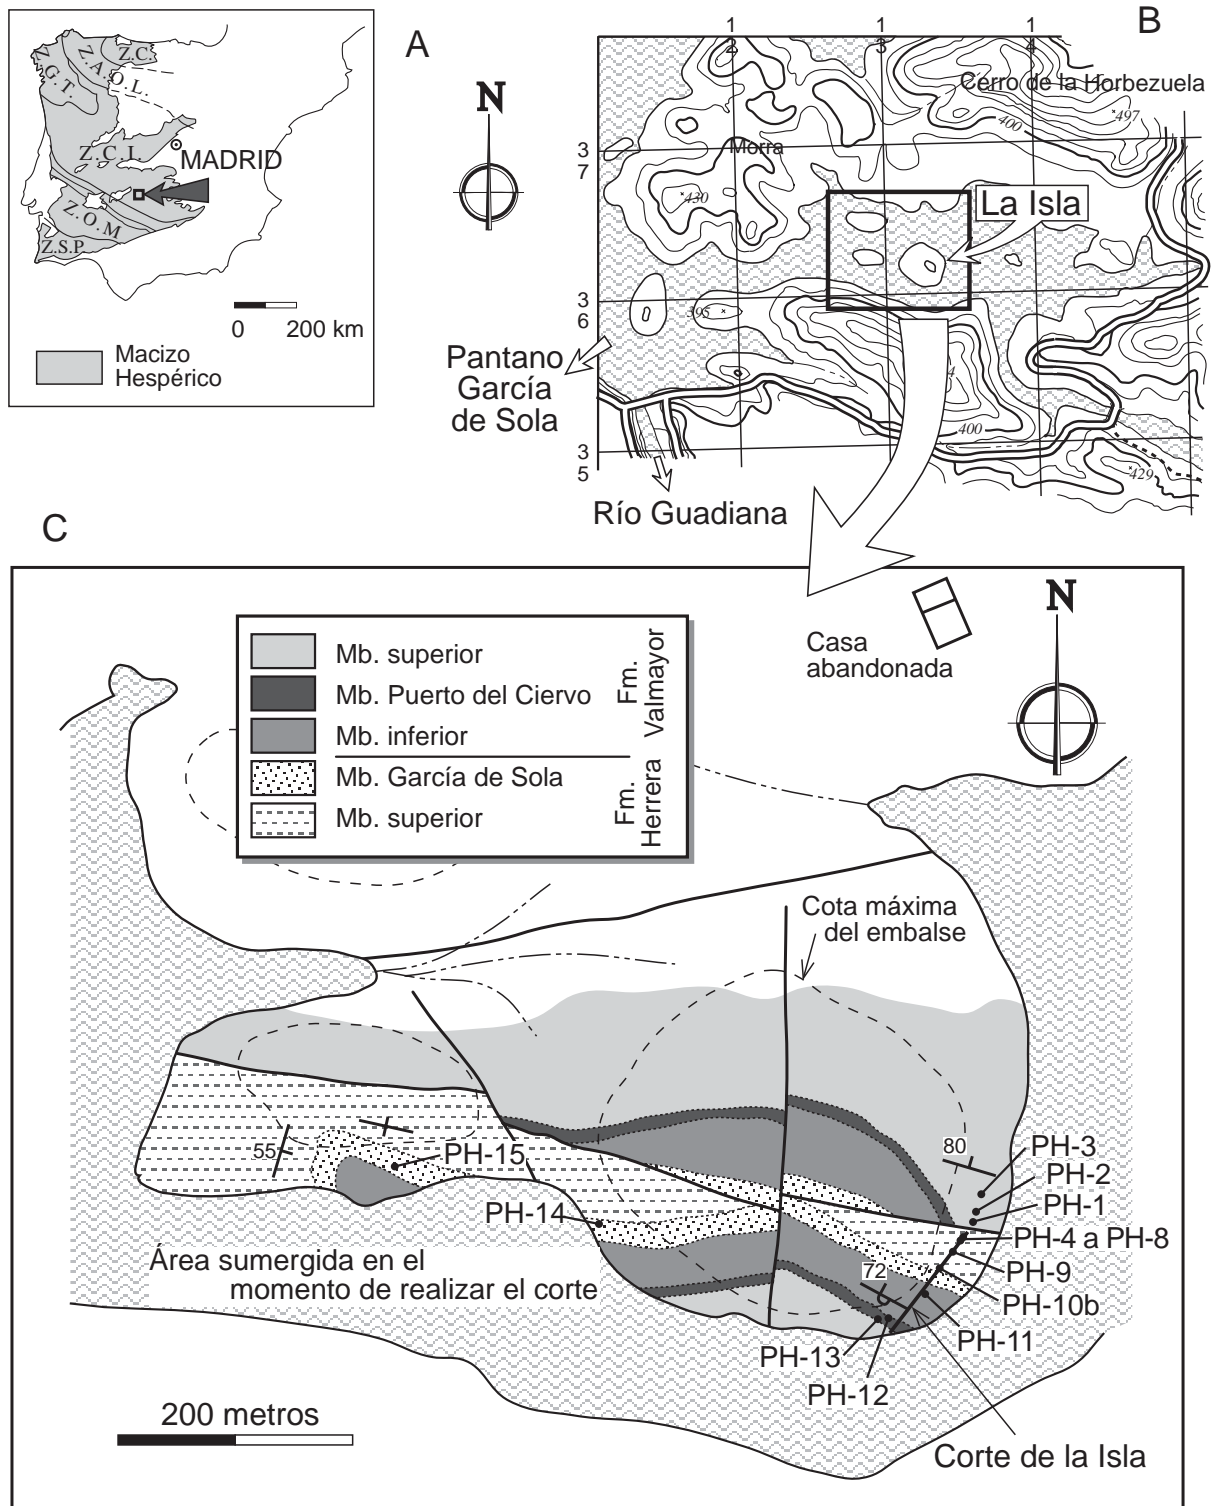 A
Z.C.
Z.A.O.L.
Z.G.T.
Z.C.I.
MADRID
Z.O.M
Z.S.P.
0 200 km
Macizo
Hespérico
N
B
1
2
1
3
1
4
Cerro de la Horbezuela
497
400
3
7
Morra
430
La Isla
3
6
395
Pantano
García
de Sola
400
3
5
429
Río Guadiana
C
Mb. superior
Mb. Puerto del Ciervo
Mb. inferior
Fm.
Valmayor
Mb. García de Sola
Mb. superior
Fm.
Herrera
Casa
abandonada
N
Cota máxima
del embalse
55
PH-15
PH-14
80
PH-3
PH-2
PH-1
PH-4 a PH-8
PH-9
PH-10b
72
PH-11
PH-13
PH-12
Área sumergida en el
momento de realizar el corte
200 metros
Corte de la Isla